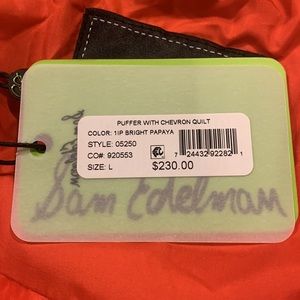 PUFFER WITH CHEVRON QUILT
COLOR: 1IP BRIGHT PAPAYA
STYLE: 05250
CO#: 920553
SIZE: L
7 24432 92282 1
$230.00
Sam Edelman